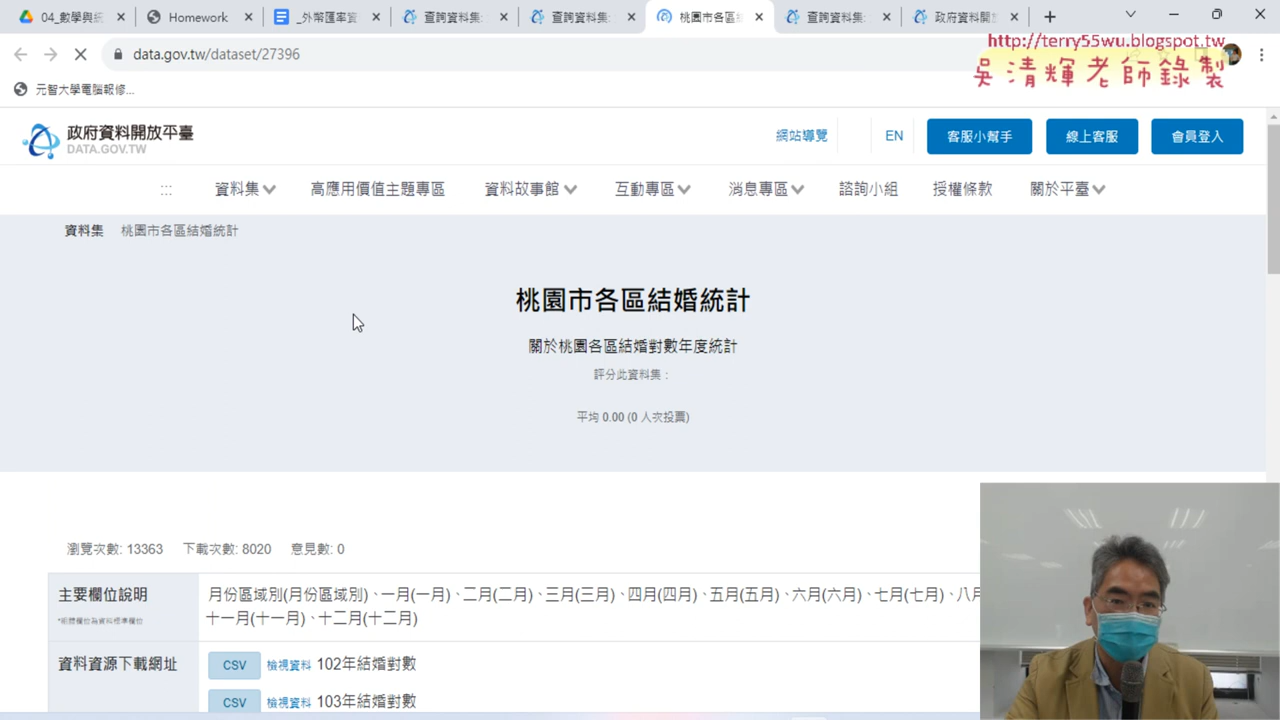 04_數學與紀
Homework
_外幣匯率資
查詢資料集
查詢資料集
桃園市各區結
查詢資料集
政府資料開放
data.gov.tw/dataset/27396
http://terry55wu.blogspot.tw
吳清輝老師錄製
元智大學電腦報修...
政府資料開放平臺
DATA.GOV.TW
網站導覽
EN
客服小幫手
線上客服
會員登入
:::
資料集
高應用價值主題專區
資料故事館
互動專區
消息專區
諮詢小組
授權條款
關於平臺
資料集 桃園市各區結婚統計
桃園市各區結婚統計
關於桃園各區結婚對數年度統計
評分此資料集：
平均 0.00 (0 人次投票)
瀏覽次數: 13363 下載次數: 8020 意見數: 0
主要欄位說明
月份區域別(月份區域別)、一月(一月)、二月(二月)、三月(三月)、四月(四月)、五月(五月)、六月(六月)、七月(七月)、八月
十一月(十一月)、十二月(十二月)
資料資源下載網址
CSV 檢視資料 102年結婚對數
CSV 檢視資料 103年結婚對數